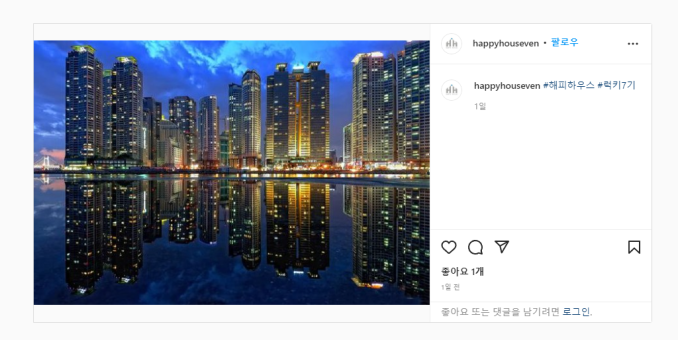 happyhouseven • 팔로우
happyhouseven #해피하우스 #럭키7기
1일
좋아요 1개
1일 전
좋아요 또는 댓글을 남기려면 로그인.